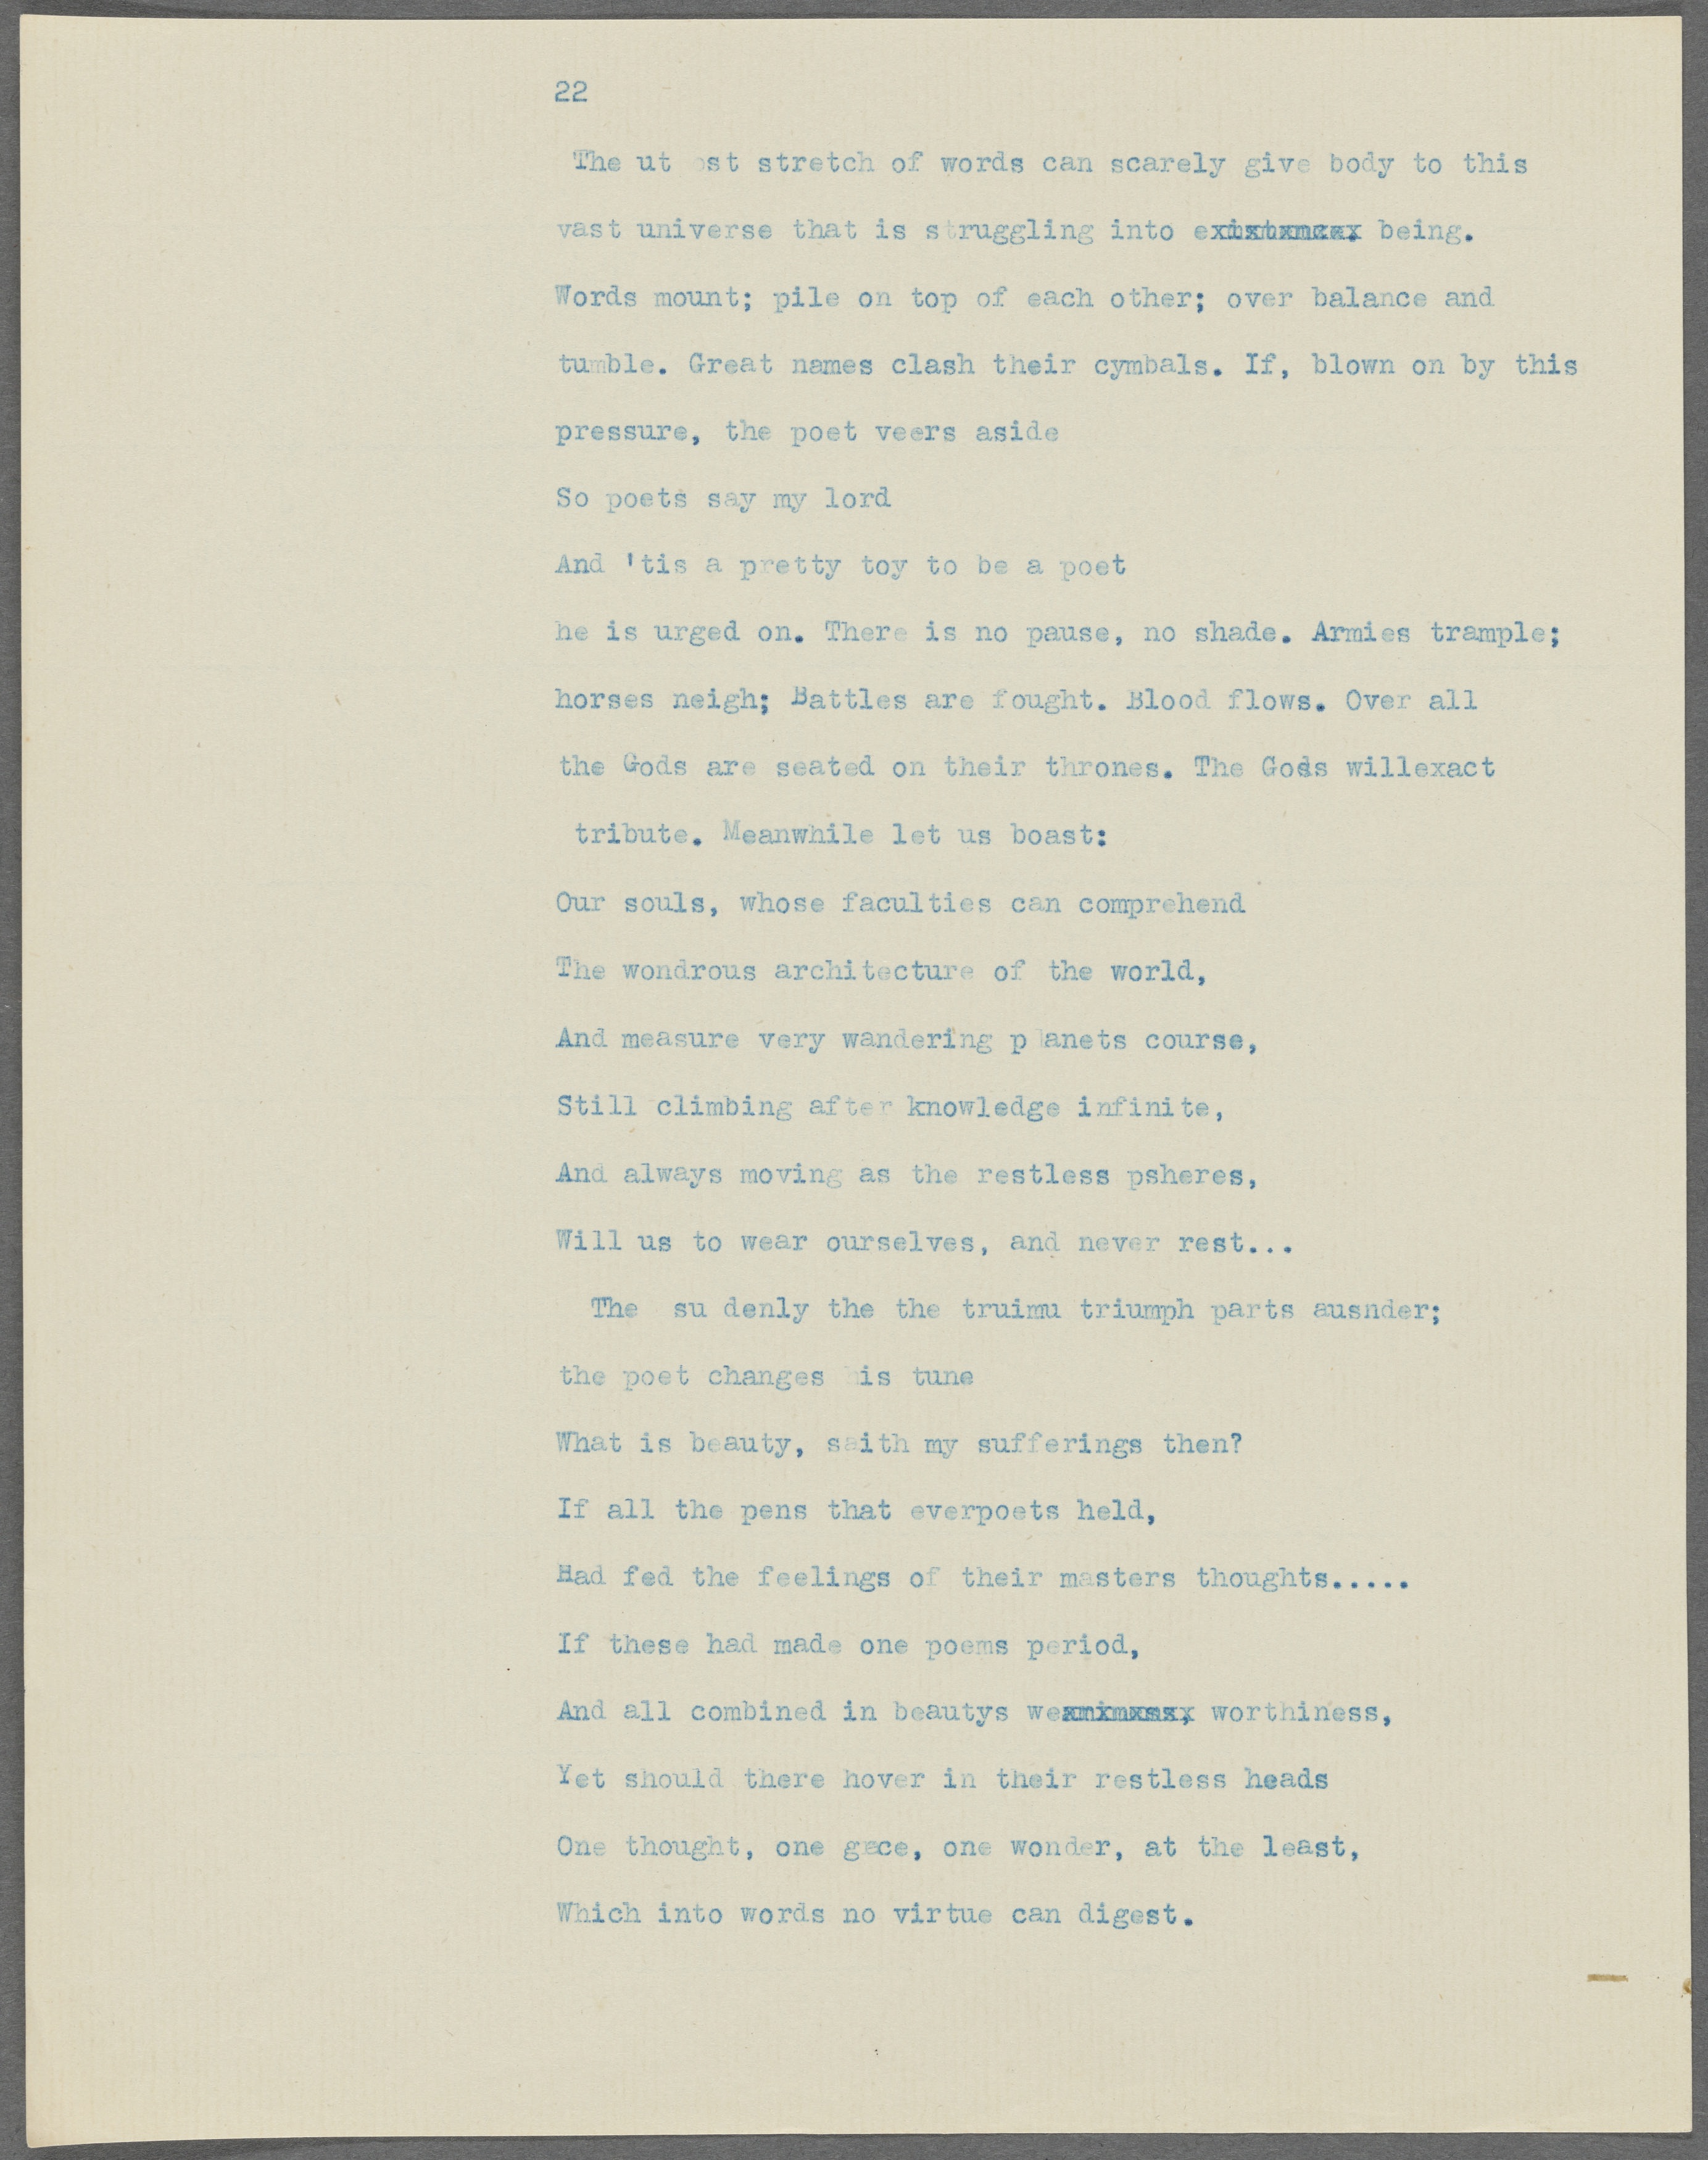 22
The ut ost stretch of words can scarely give body to this
vast universe that is struggling into being.
Words mount; pile on top of each other; over balance and
tumble. Great names clash their cymbals. If, blown on by this
pressure, the poet veers aside
So poets say my lord
And 'tis a pretty toy to be a poet
he is urged on. There is no pause, no shade. Armies trample;
horses neigh; Battles are fought. Blood flows. Over all
the Gods are seated on their thrones. The Gods willexact
tribute. Meanwhile let us boast:
Our souls, whose faculties can comprehend
The wondrous architecture of the world,
And measure very wandering p lanets course,
Still climbing after knowledge infinite,
And always moving as the restless psheres,
Will us to wear ourselves, and never rest...
The su denly the the truimu triumph parts ausnder;
the poet changes his tune
What is beauty, saith my sufferings then?
If all the pens that everpoets held,
Had fed the feelings of their masters thoughts.....
If these had made one poems period,
And all combined in beautys worthiness,
Yet should there hover in their restless heads
One thought, one grace, one wonder, at the least,
Which into words no virtue can digest.